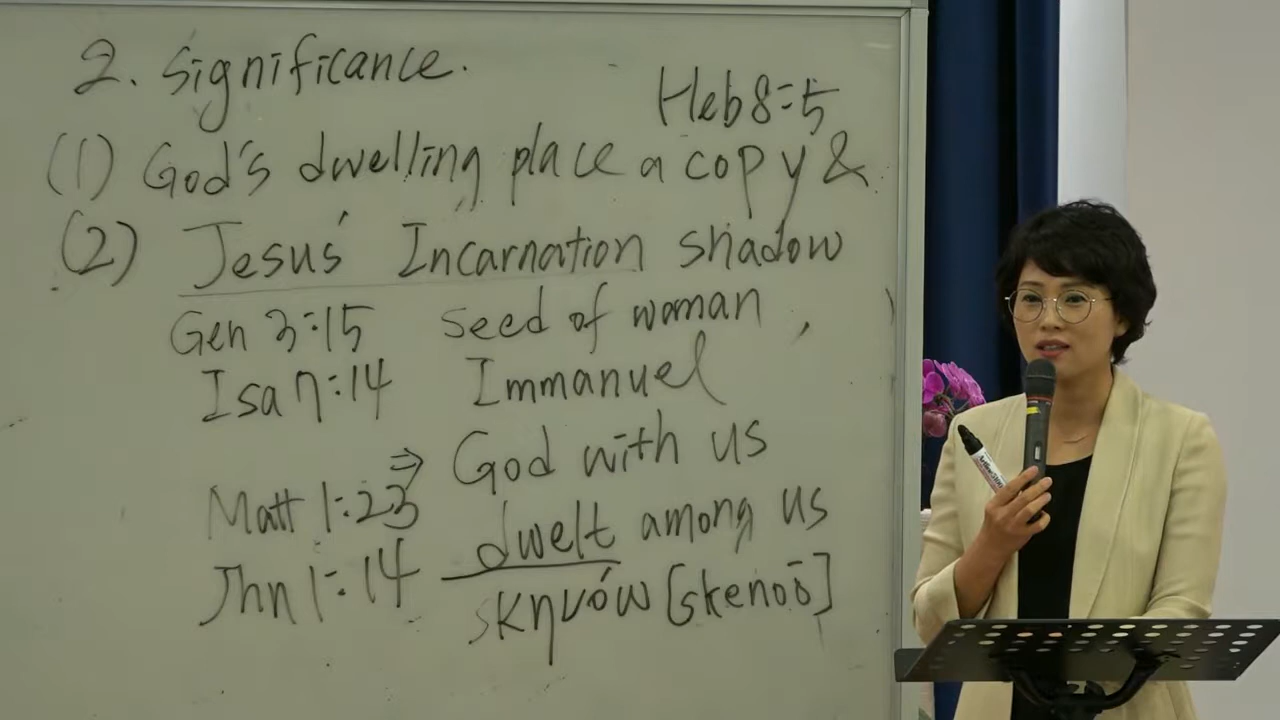 2. Significance.
Heb 8:5
(1) God's dwelling place a copy &
(2) Jesus' Incarnation shadow
Gen 3:15 seed of woman,
Isa 7:14 Immanuel
⇒ God with us
Matt 1:23
dwelt among us
Jhn 1:14
σκηνόω [skenoō]